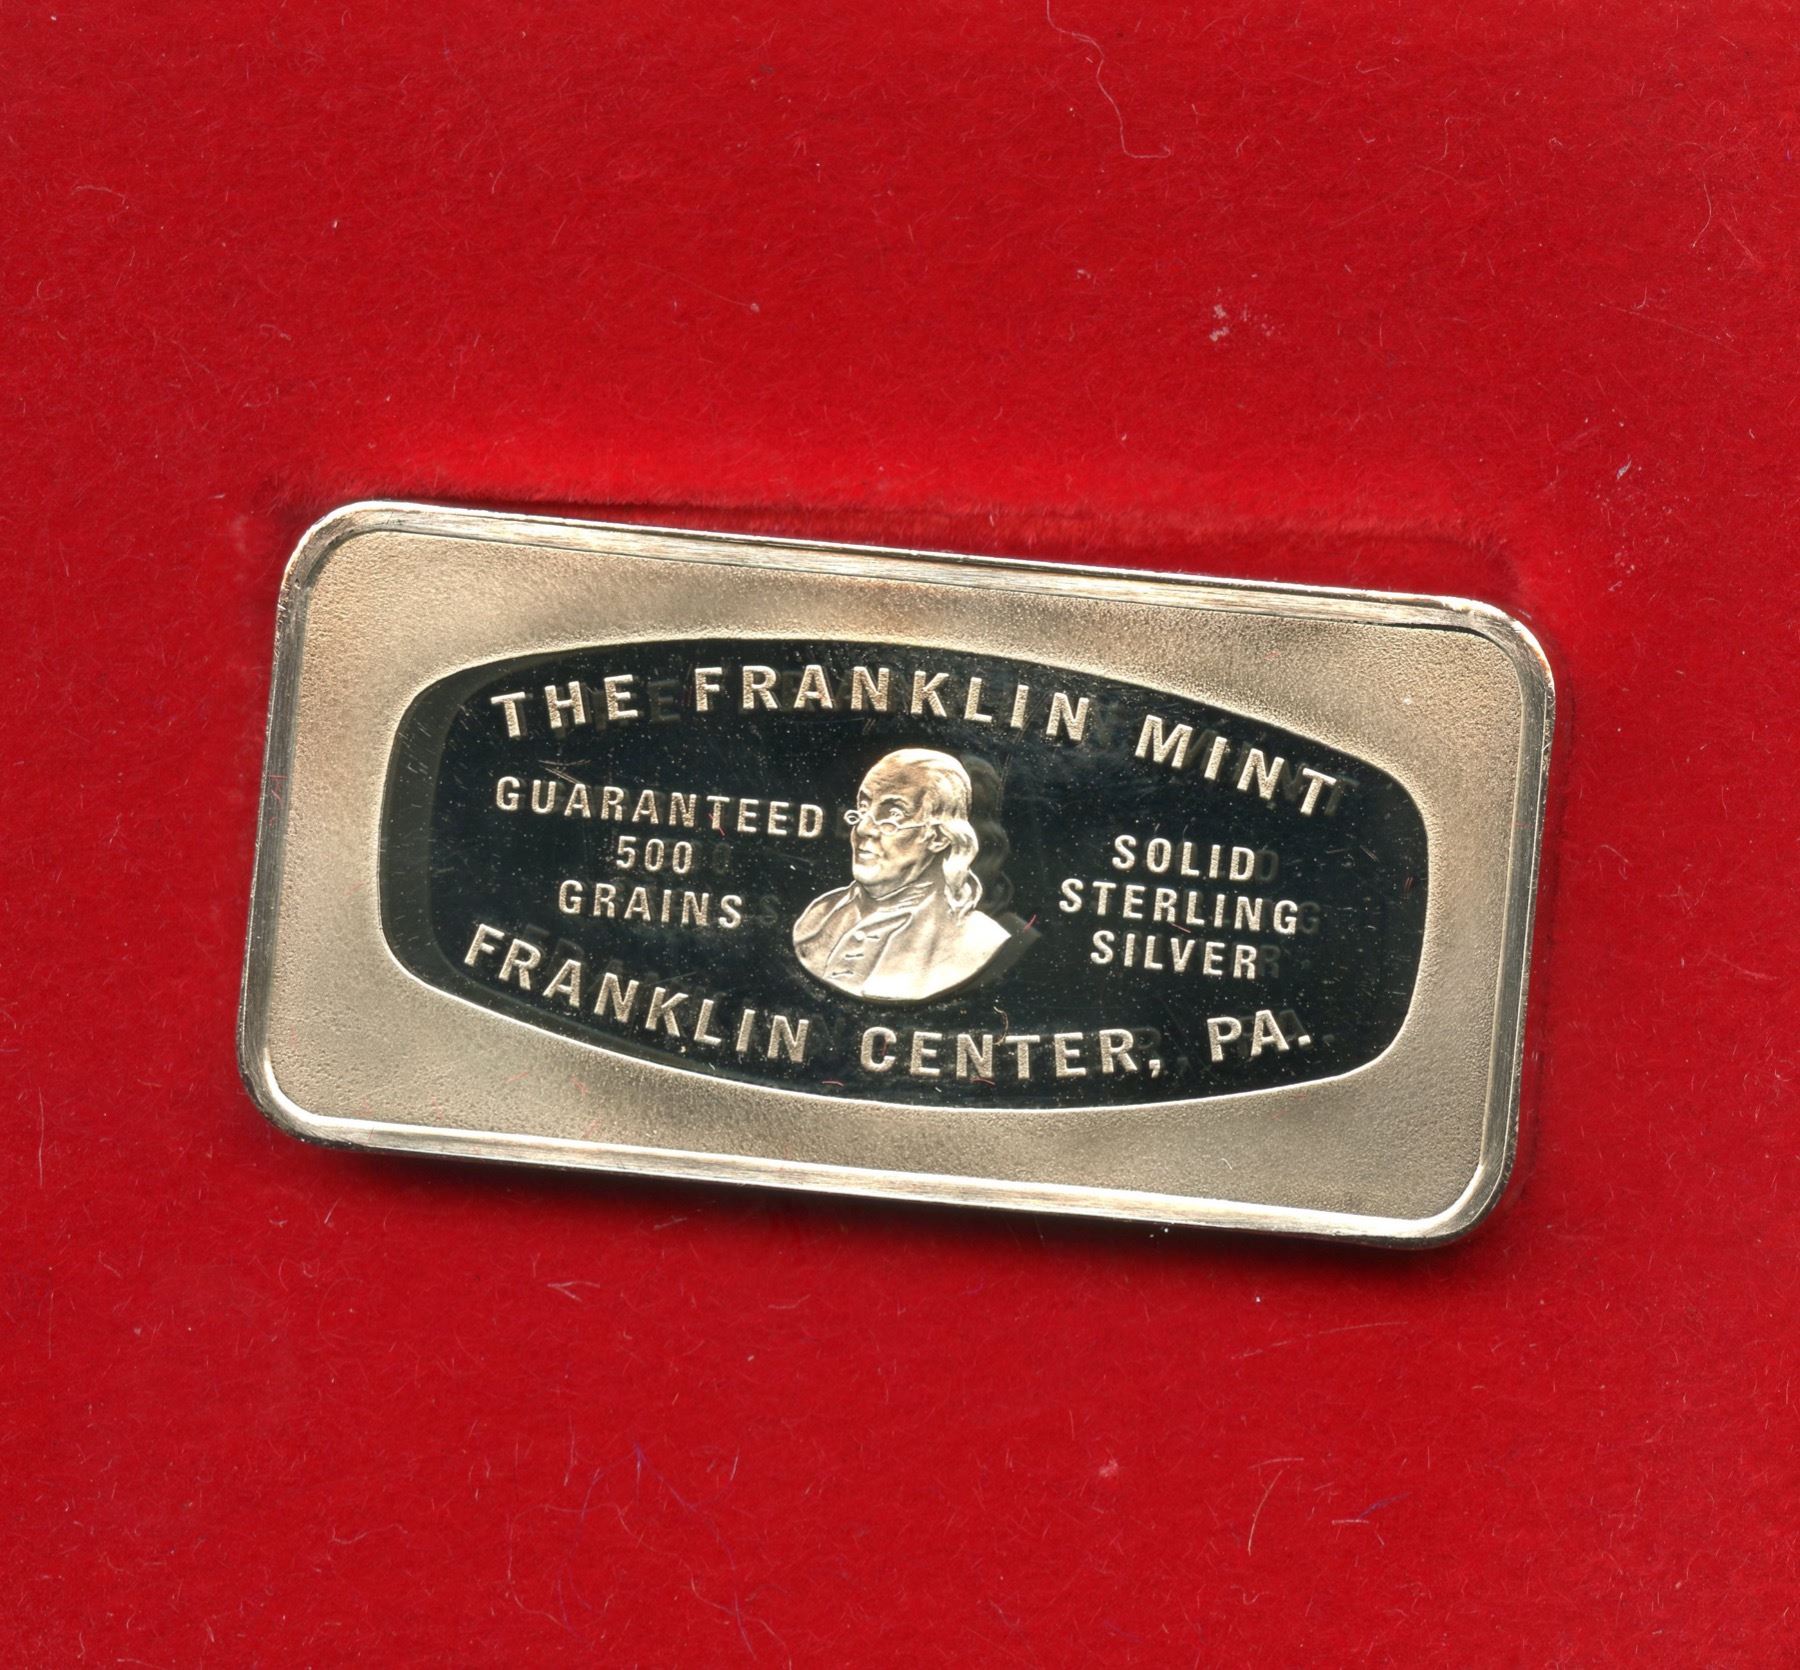 THE FRANKLIN MINT
GUARANTEED
500
GRAINS
SOLID
STERLING
SILVER
FRANKLIN CENTER, PA.